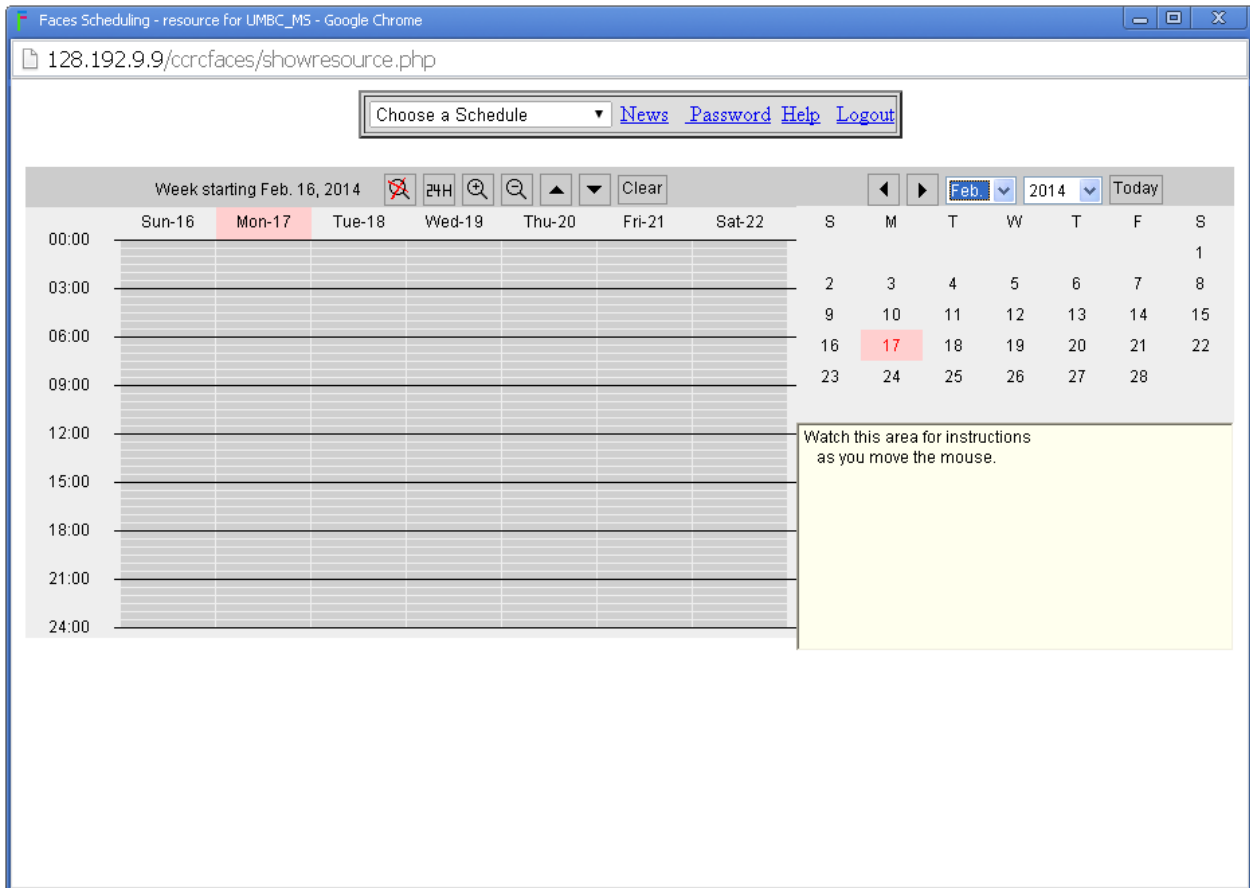 Faces Scheduling - resource for UMBC_MS - Google Chrome
128.192.9.9/ccrcfaces/showresource.php
Choose a Schedule News Password Help Logout
Week starting Feb. 16, 2014 24H Clear Feb. 2014 Today
Sun-16 Mon-17 Tue-18 Wed-19 Thu-20 Fri-21 Sat-22
00:00
03:00
06:00
09:00
12:00
15:00
18:00
21:00
24:00
S M T W T F S
1
2 3 4 5 6 7 8
9 10 11 12 13 14 15
16 17 18 19 20 21 22
23 24 25 26 27 28
Watch this area for instructions
as you move the mouse.